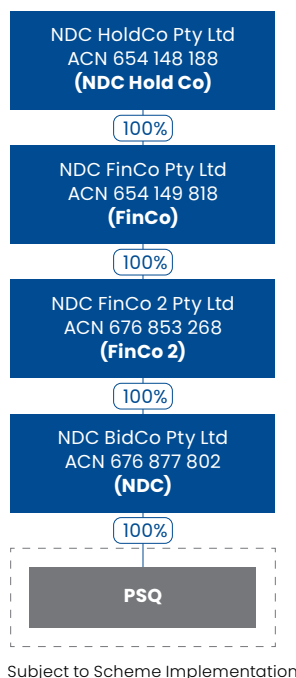 NDC HoldCo Pty Ltd
ACN 654 148 188
(NDC Hold Co)
100%
NDC FinCo Pty Ltd
ACN 654 149 818
(FinCo)
100%
NDC FinCo 2 Pty Ltd
ACN 676 853 268
(FinCo 2)
100%
NDC BidCo Pty Ltd
ACN 676 877 802
(NDC)
100%
PSQ
Subject to Scheme Implementation